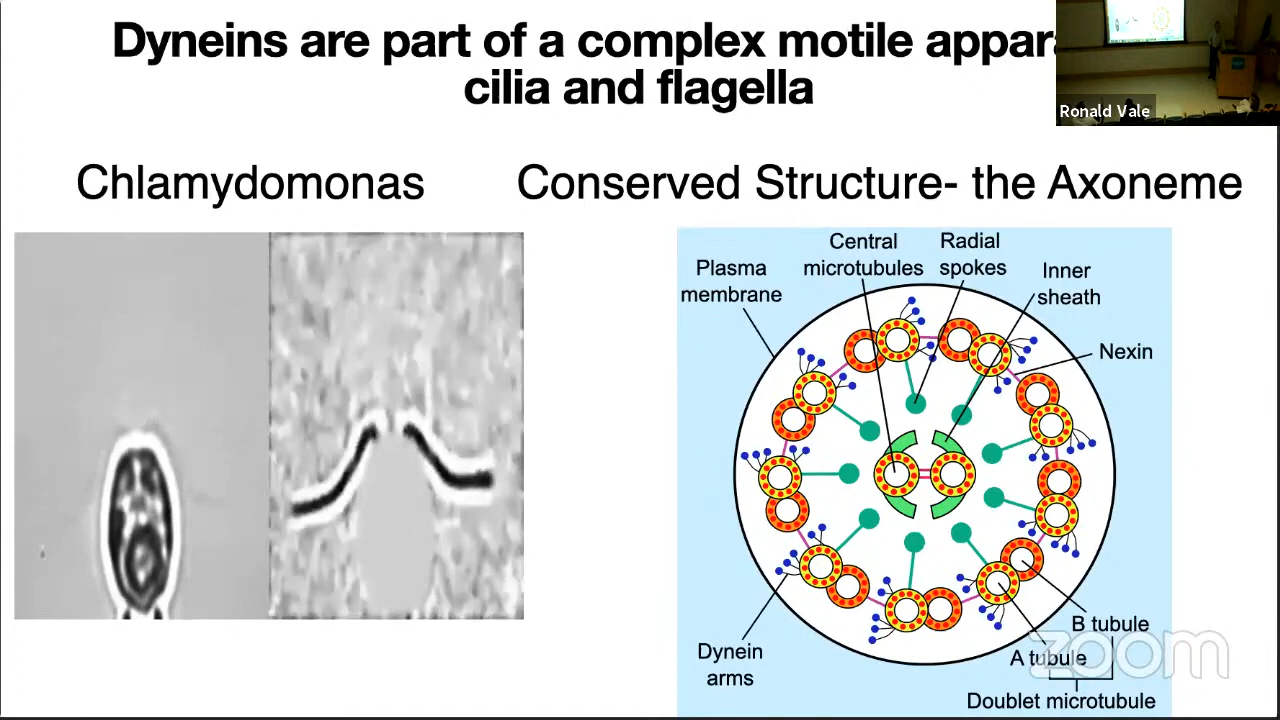 Dyneins are part of a complex motile
cilia and flagella
Ronald Vale
Chlamydomonas
Conserved Structure- the Axoneme
Central
microtubules
Radial
spokes
Plasma
membrane
Inner
sheath
Nexin
Dynein
arms
B tubule
A tubule
Doublet microtubule
zoom